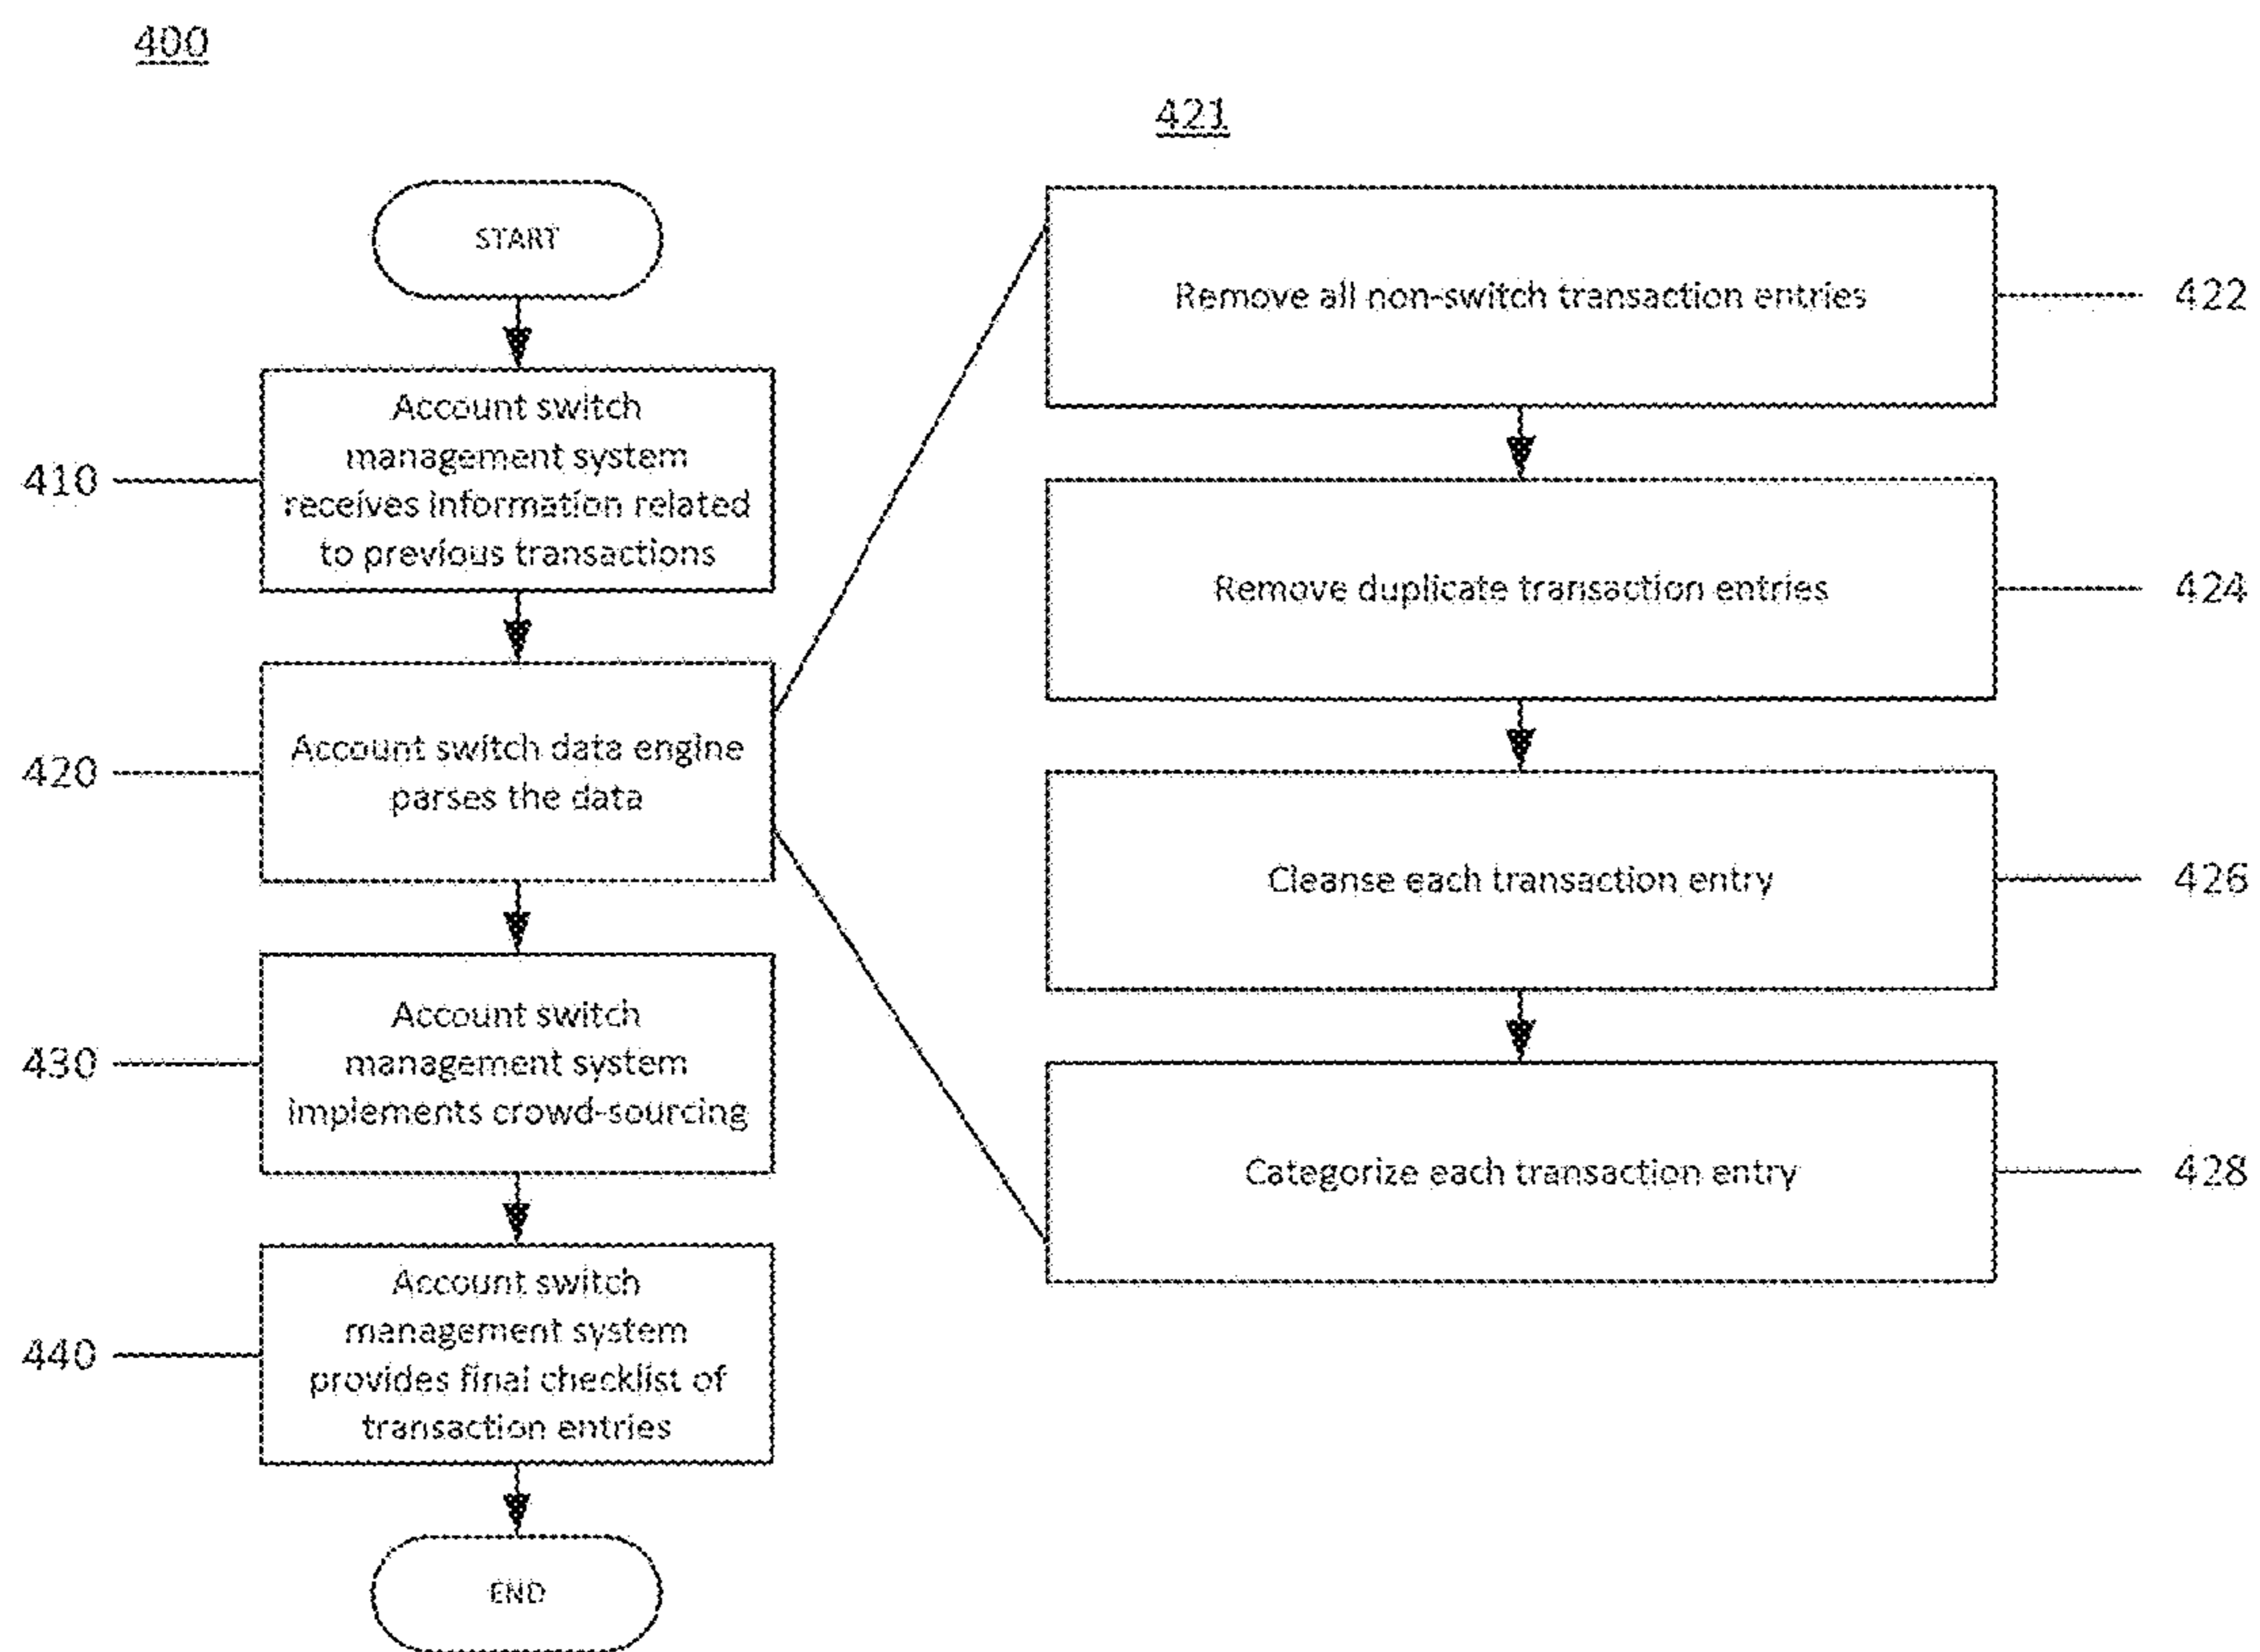 400
START
410
Account switch
management system
receives information related
to previous transactions
420
Account switch data engine
parses the data
430
Account switch
management system
implements crowd-sourcing
440
Account switch
management system
provides final checklist of
transaction entries
END
421
Remove all non-switch transaction entries
422
Remove duplicate transaction entries
424
Cleanse each transaction entry
426
Categorize each transaction entry
428